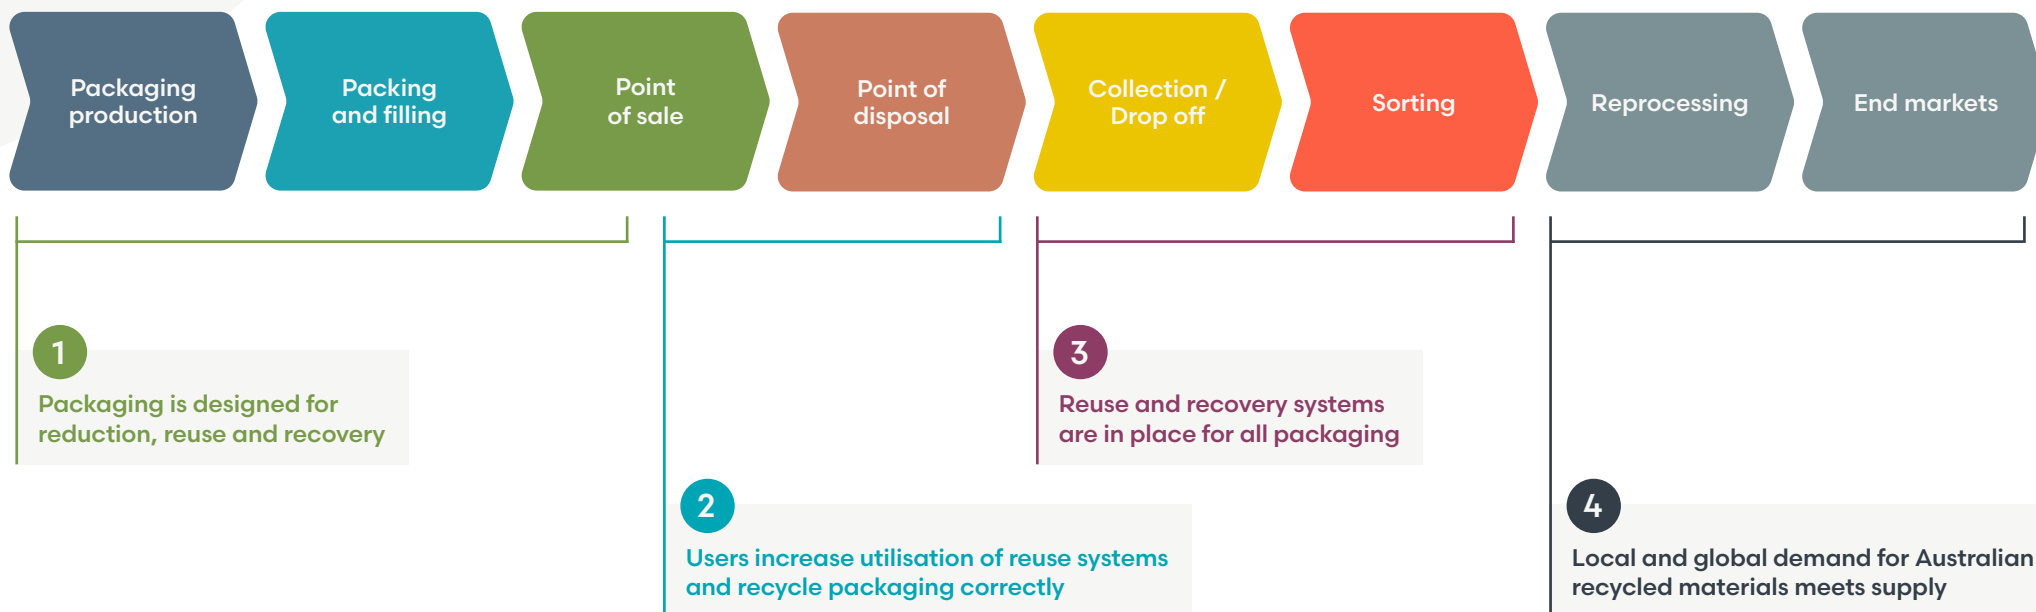 Packaging
production
Packing
and filling
Point
of sale
Point of
disposal
Collection /
Drop off
Sorting
Reprocessing
End markets
1
Packaging is designed for
reduction, reuse and recovery
2
Users increase utilisation of reuse systems
and recycle packaging correctly
3
Reuse and recovery systems
are in place for all packaging
4
Local and global demand for Australian
recycled materials meets supply